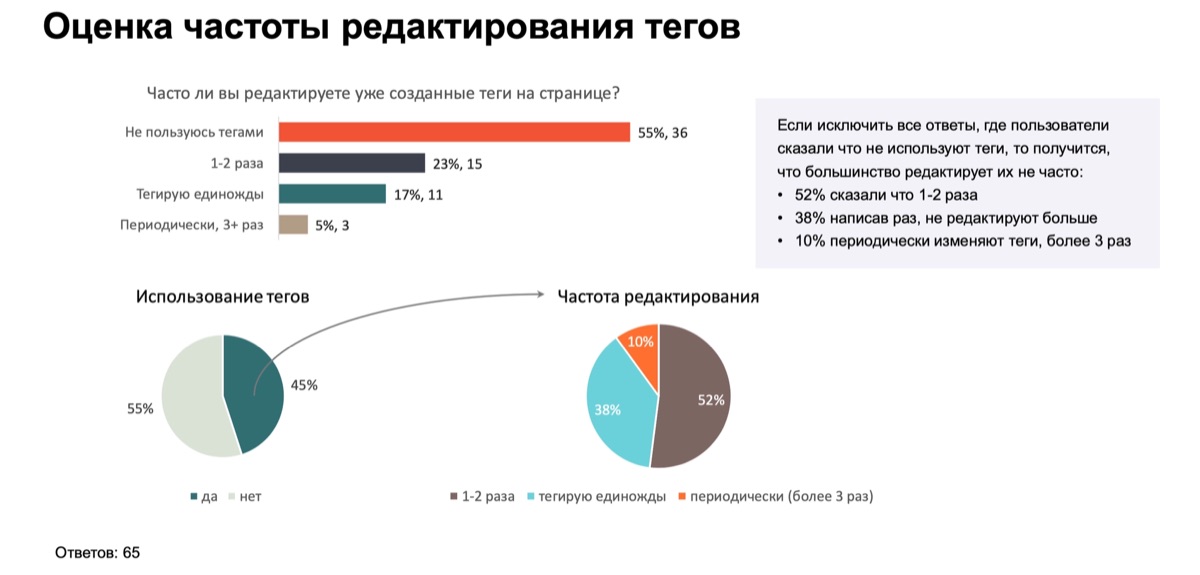 Оценка частоты редактирования тегов
Часто ли вы редактируете уже созданные теги на странице?
Не пользуюсь тегами 55%, 36
1-2 раза 23%, 15
Тегирую единожды 17%, 11
Периодически, 3+ раз 5%, 3
Если исключить все ответы, где пользователи
сказали что не используют теги, то получится,
что большинство редактирует их не часто:
• 52% сказали что 1-2 раза
• 38% написав раз, не редактируют больше
• 10% периодически изменяют теги, более 3 раз
Использование тегов
55%
45%
да нет
Частота редактирования
10%
38%
52%
1-2 раза тегирую единожды периодически (более 3 раз)
Ответов: 65